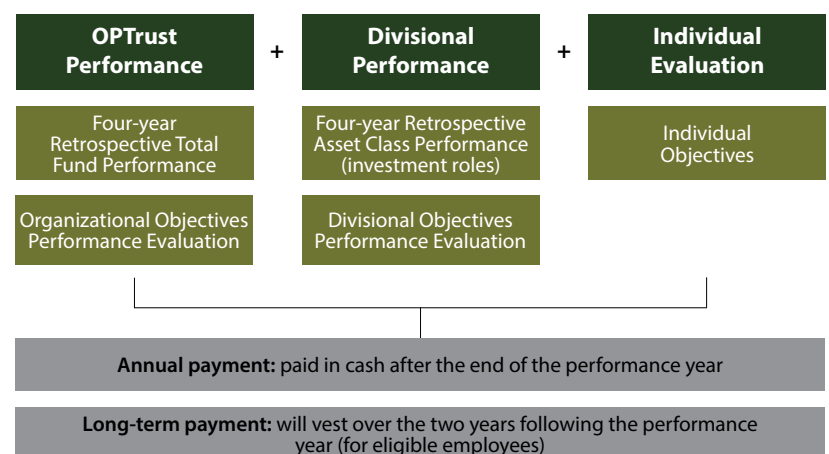 OPTrust
Performance
+
Divisional
Performance
+
Individual
Evaluation
Four-year
Retrospective Total
Fund Performance
Four-year Retrospective
Asset Class Performance
(investment roles)
Individual
Objectives
Organizational Objectives
Performance Evaluation
Divisional Objectives
Performance Evaluation
Annual payment: paid in cash after the end of the performance year
Long-term payment: will vest over the two years following the performance
year (for eligible employees)